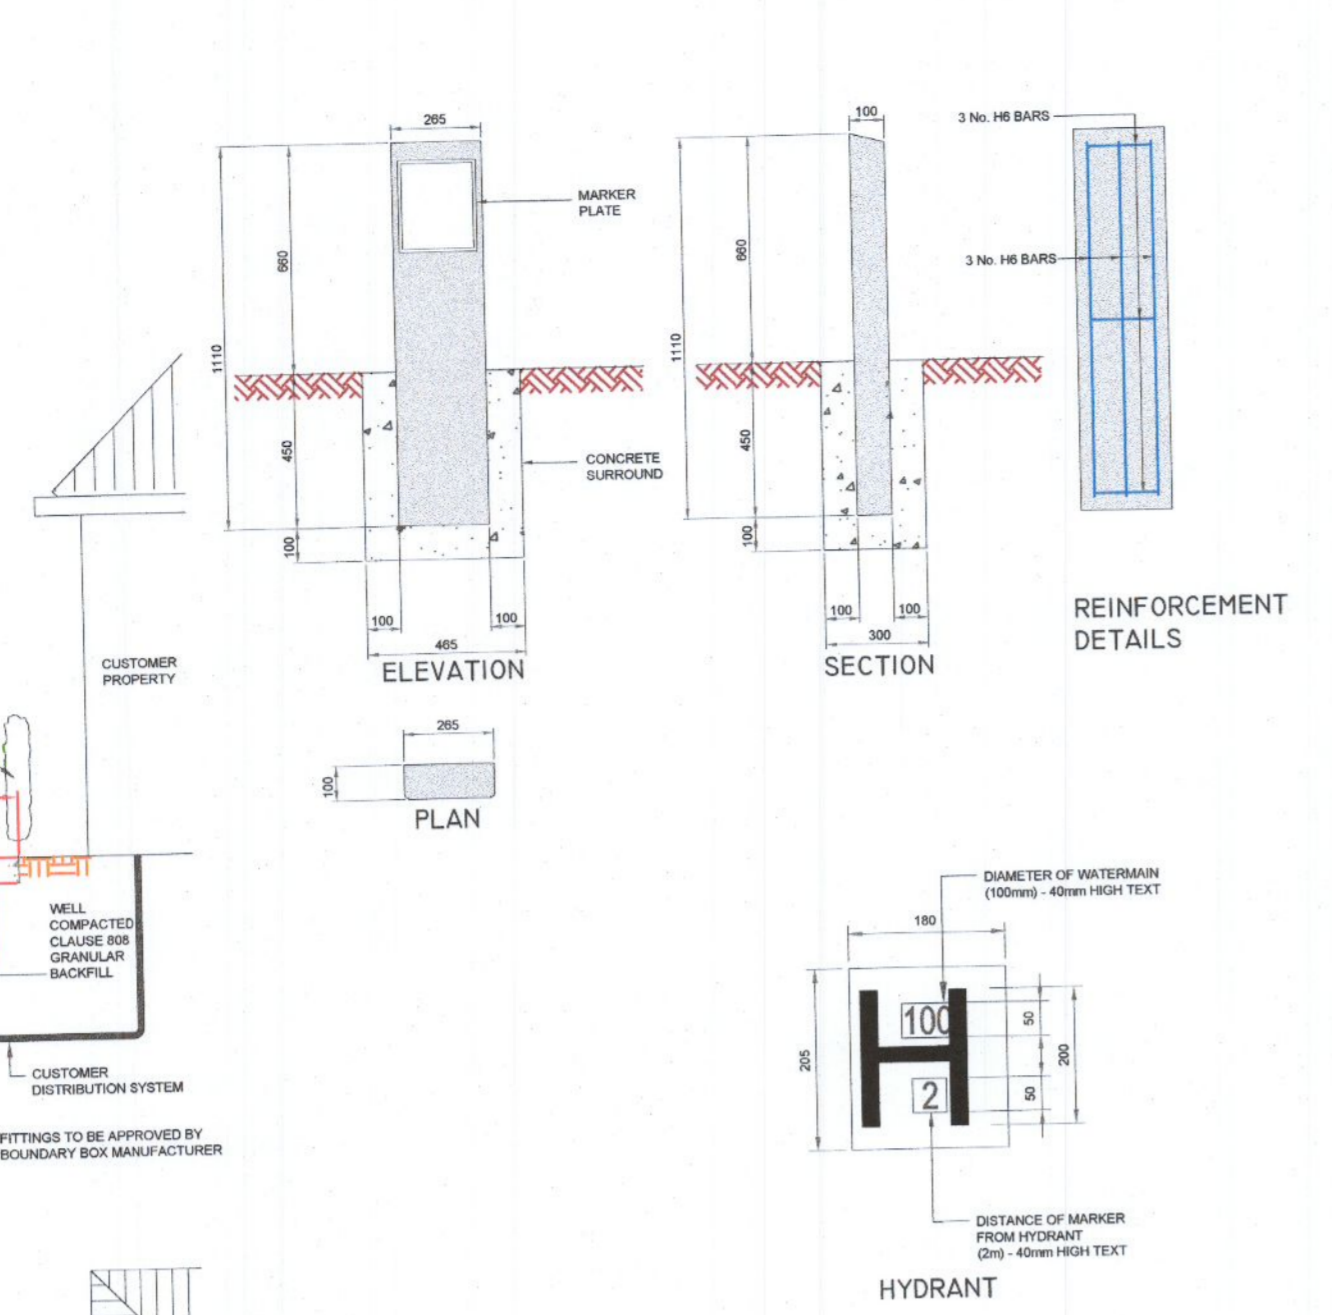 265
MARKER
PLATE
660
1110
450
100
CONCRETE
SURROUND
100
100
465
ELEVATION
265
100
PLAN
100
660
1110
450
100
100
100
300
SECTION
3 No. H6 BARS
3 No. H6 BARS
REINFORCEMENT
DETAILS
CUSTOMER
PROPERTY
WELL
COMPACTED
CLAUSE 808
GRANULAR
BACKFILL
CUSTOMER
DISTRIBUTION SYSTEM
FITTINGS TO BE APPROVED BY
BOUNDARY BOX MANUFACTURER
DIAMETER OF WATERMAIN
(100mm) - 40mm HIGH TEXT
180
205
H
100
2
50
50
200
DISTANCE OF MARKER
FROM HYDRANT
(2m) - 40mm HIGH TEXT
HYDRANT